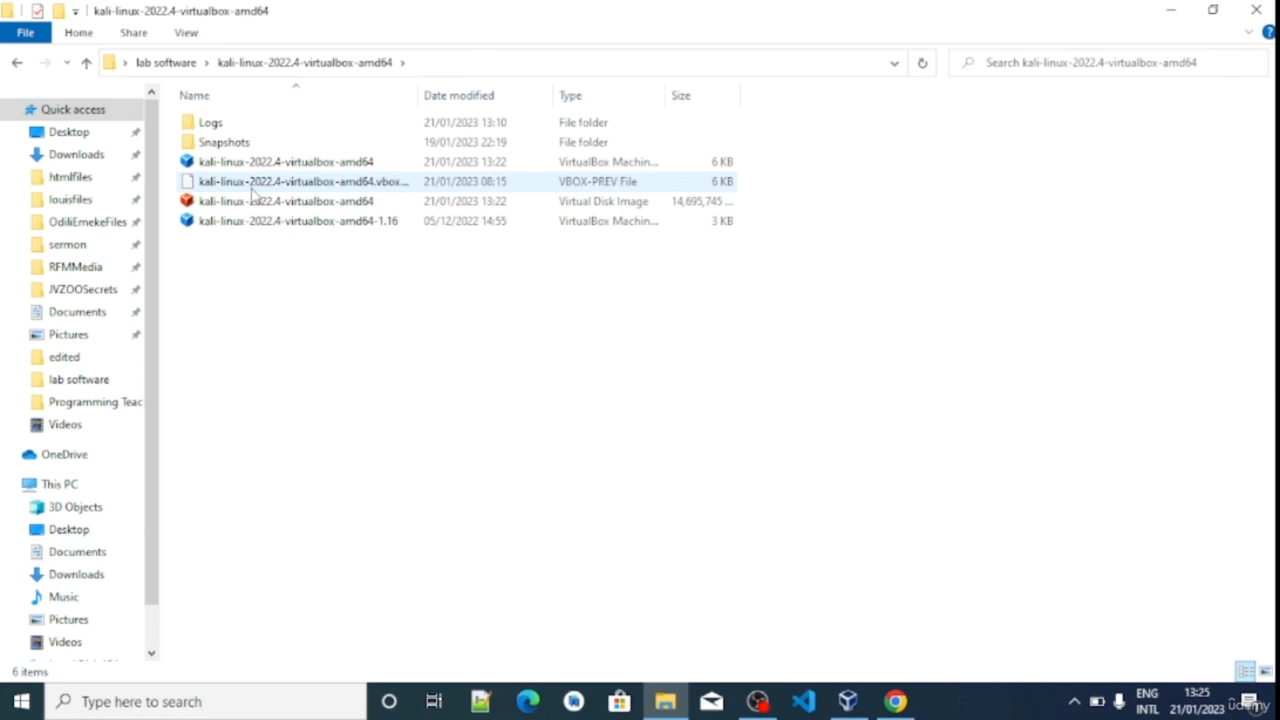 kali-linux-2022.4-virtualbox-amd64
File Home Share View
lab software kali-linux-2022.4-virtualbox-amd64
Search kali-linux-2022.4-virtualbox-amd64
Name Date modified Type Size
Logs 21/01/2023 13:10 File folder
Snapshots 19/01/2023 22:19 File folder
kali-linux-2022.4-virtualbox-amd64 21/01/2023 13:22 VirtualBox Machin... 6 KB
kali-linux-2022.4-virtualbox-amd64.vbox... 21/01/2023 08:15 VBOX-PREV File 6 KB
kali-linux-2022.4-virtualbox-amd64 21/01/2023 13:22 Virtual Disk Image 14,695,745 ...
kali-linux-2022.4-virtualbox-amd64-1.16 05/12/2022 14:55 VirtualBox Machin... 3 KB
Quick access
Desktop
Downloads
htmlfiles
louisfiles
OdiliEmekeFiles
sermon
RFMMedia
JVZOOSecrets
Documents
Pictures
edited
lab software
Programming Teac
Videos
OneDrive
This PC
3D Objects
Desktop
Documents
Downloads
Music
Pictures
Videos
6 items
Type here to search
ENG
INTL
13:25
21/01/2023
udemy